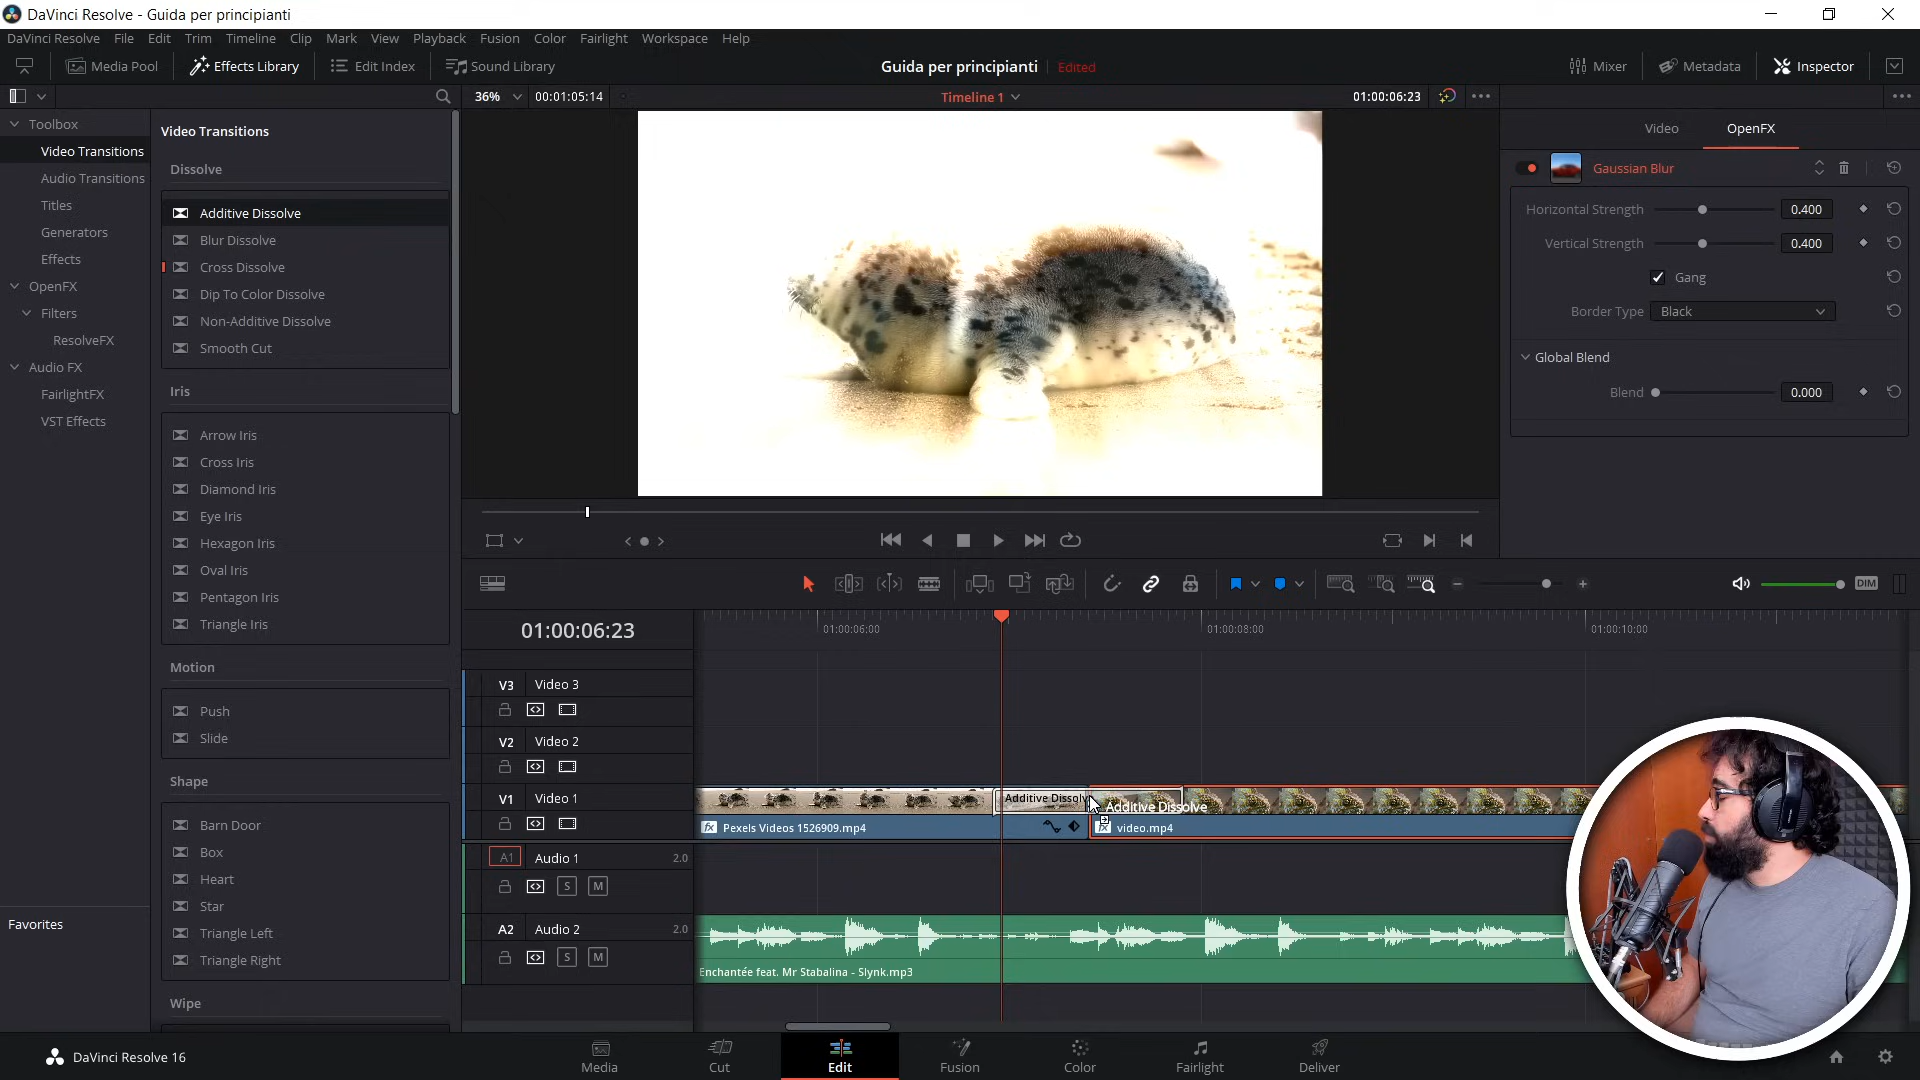 DaVinci Resolve - Guida per principianti
DaVinci Resolve File Edit Trim Timeline Clip Mark View Playback Fusion Color Fairlight Workspace Help
Media Pool Effects Library Edit Index Sound Library Guida per principianti Edited Mixer Metadata Inspector
36% 00:01:05:14 Timeline 1 01:00:06:23
Toolbox
Video Transitions
Audio Transitions
Titles
Generators
Effects
OpenFX
Filters
ResolveFX
Audio FX
FairlightFX
VST Effects
Favorites
Video Transitions
Dissolve
Additive Dissolve
Blur Dissolve
Cross Dissolve
Dip To Color Dissolve
Non-Additive Dissolve
Smooth Cut
Iris
Arrow Iris
Cross Iris
Diamond Iris
Eye Iris
Hexagon Iris
Oval Iris
Pentagon Iris
Triangle Iris
Motion
Push
Slide
Shape
Barn Door
Box
Heart
Star
Triangle Left
Triangle Right
Wipe
Video OpenFX
Gaussian Blur
Horizontal Strength 0.400
Vertical Strength 0.400
Gang
Border Type Black
Global Blend
Blend 0.000
DIM
01:00:06:23 01:00:06:00 01:00:08:00 01:00:10:00
V3 Video 3
V2 Video 2
V1 Video 1
Additive Dissolv
Additive Dissolve
fx Pexels Videos 1526909.mp4
fx video.mp4
A1 Audio 1 2.0
S M
A2 Audio 2 2.0
S M
Enchantée feat. Mr Stabalina - Slynk.mp3
DaVinci Resolve 16
Media Cut Edit Fusion Color Fairlight Deliver